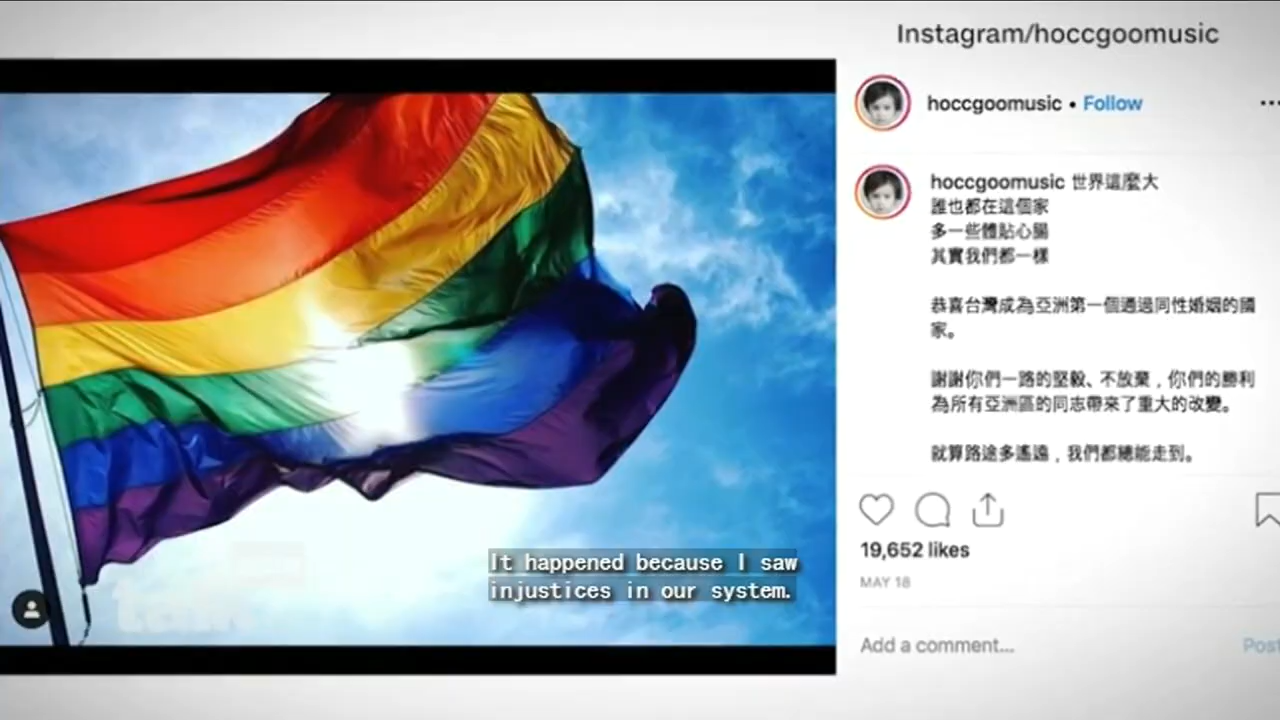 Instagram/hoccgoomusic
hoccgoomusic • Follow
hoccgoomusic 世界這麼大
誰也都在這個家
多一些體貼心腸
其實我們都一樣
恭喜台灣成為亞洲第一個通過同性婚姻的國
家。
謝謝你們一路的堅毅、不放棄，你們的勝利
為所有亞洲區的同志帶來了重大的改變。
就算路途多遙遠，我們都總能走到。
19,652 likes
MAY 18
Add a comment...
Post
It happened because I saw
injustices in our system.